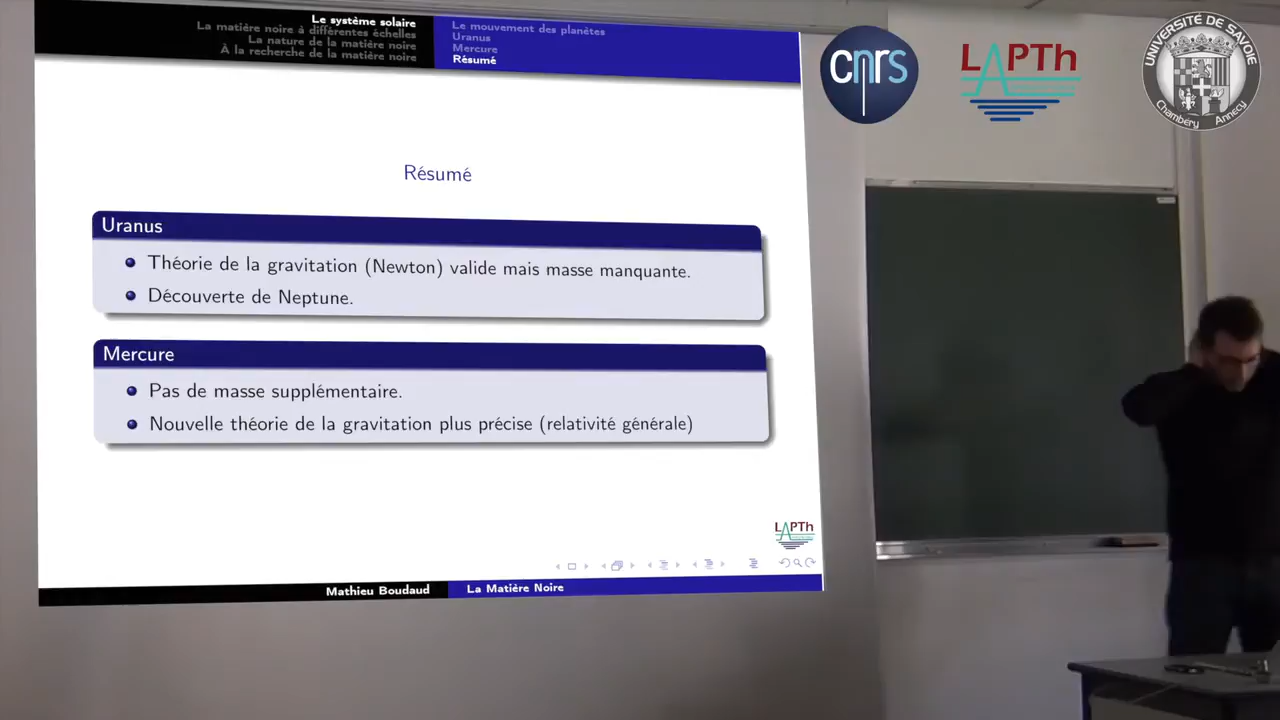 Le système solaire
La matière noire à différentes échelles
La nature de la matière noire
À la recherche de la matière noire
Le mouvement des planètes
Uranus
Mercure
Résumé
cnrs
LAPTh
UNIVERSITÉ DE SAVOIE
Chambéry Annecy
Résumé
Uranus
Théorie de la gravitation (Newton) valide mais masse manquante.
Découverte de Neptune.
Mercure
Pas de masse supplémentaire.
Nouvelle théorie de la gravitation plus précise (relativité générale)
LAPTh
Mathieu Boudaud
La Matière Noire